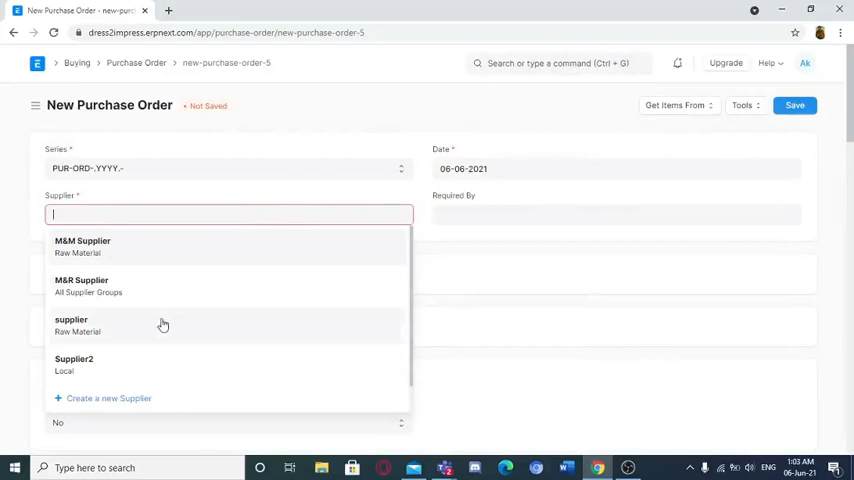 New Purchase Order - new-purch
dress2impress.erpnext.com/app/purchase-order/new-purchase-order-5
E Buying Purchase Order new-purchase-order-5 Search or type a command (Ctrl + G) Upgrade Help Ak
New Purchase Order • Not Saved Get Items From Tools Save
Series * Date *
PUR-ORD-.YYYY.- 06-06-2021
Supplier * Required By
M&M Supplier
Raw Material
M&R Supplier
All Supplier Groups
supplier
Raw Material
Supplier2
Local
+ Create a new Supplier
No
Type here to search ENG 1:03 AM
06-Jun-21